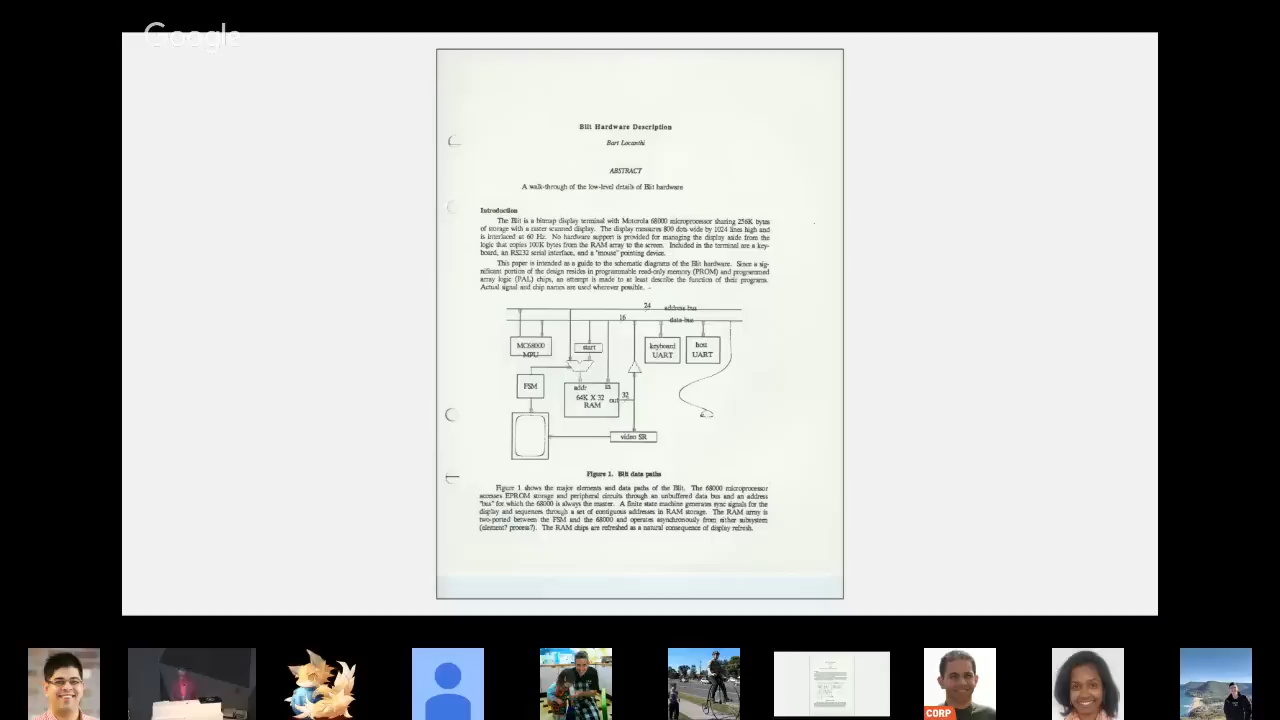 Google
Blit Hardware Description
Bart Locanthi
ABSTRACT
A walk-through of the low-level details of Blit hardware
Introduction
The Blit is a bitmap display terminal with Motorola 68000 microprocessor sharing 256K bytes
of storage with a raster scanned display. The display measures 800 dots wide by 1024 lines high and
is interlaced at 60 Hz. No hardware support is provided for managing the display aside from the
logic that copies 100K bytes from the RAM array to the screen. Included in the terminal are a key-
board, an RS232 serial interface, and a "mouse" pointing device.
This paper is intended as a guide to the schematic diagrams of the Blit hardware. Since a sig-
nificant portion of the design resides in programmable read-only memory (PROM) and programmed
array logic (PAL) chips, an attempt is made to at least describe the function of their programs.
Actual signal and chip names are used wherever possible.
24 address bus
16 data bus
MC68000
MPU
start
keyboard
UART
host
UART
FSM
addr in
64K X 32
RAM
out 32
video SR
Figure 1. Blit data paths
Figure 1 shows the major elements and data paths of the Blit. The 68000 microprocessor
accesses EPROM storage and peripheral circuits through an unbuffered data bus and an address
"bus" for which the 68000 is always the master. A finite state machine generates sync signals for the
display and sequences through a set of contiguous addresses in RAM storage. The RAM array is
two-ported between the FSM and the 68000 and operates asynchronously from either subsystem
(element? process?). The RAM chips are refreshed as a natural consequence of display refresh.
CORP